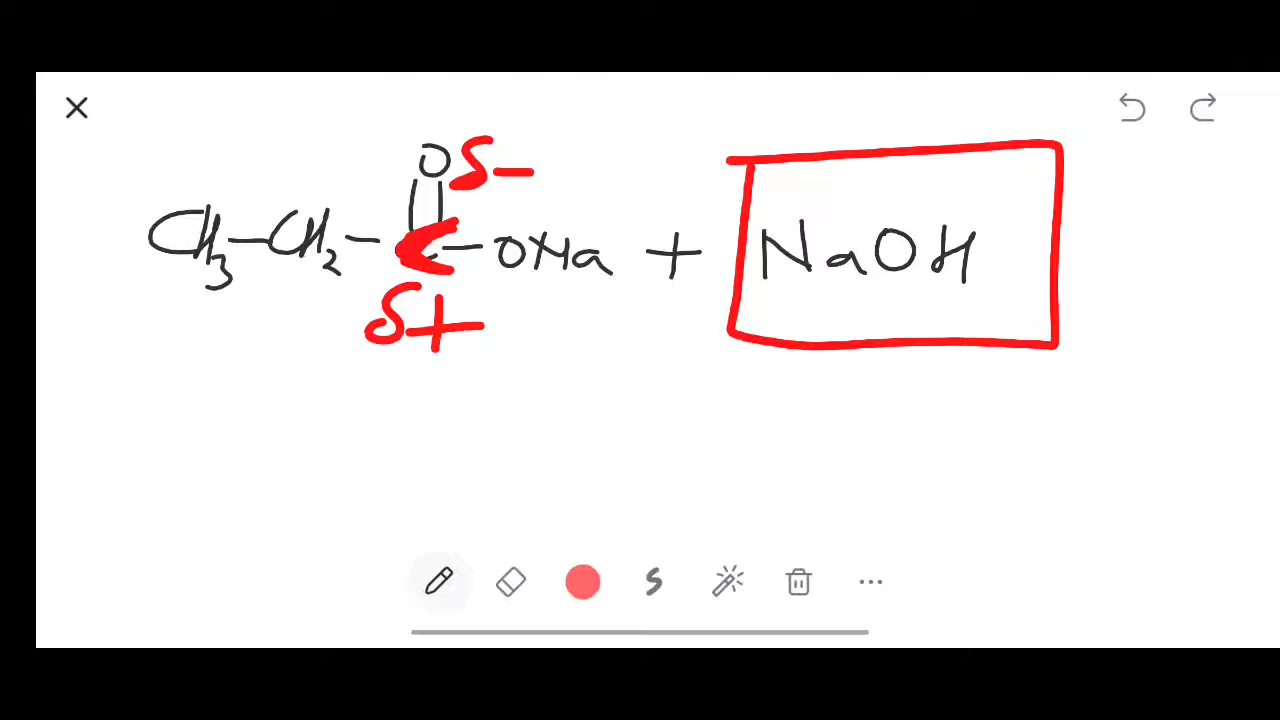 O δ-
CH3-CH2-C-ONa + NaOH
δ+